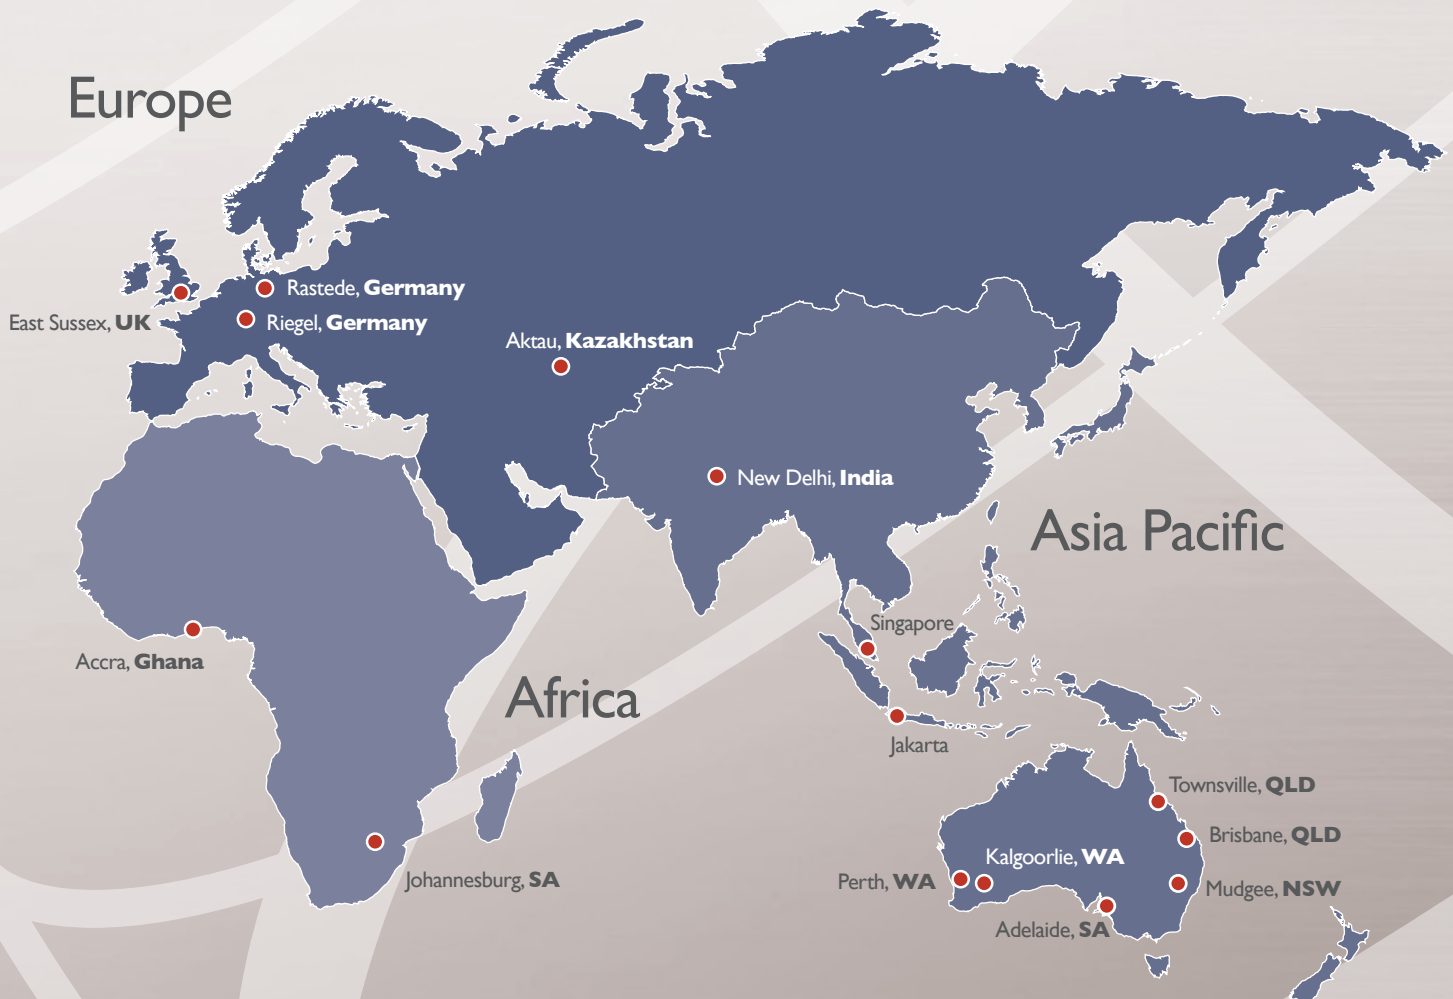 Europe
Rastede, Germany
East Sussex, UK
Riegel, Germany
Aktau, Kazakhstan
New Delhi, India
Asia Pacific
Singapore
Accra, Ghana
Africa
Jakarta
Townsville, QLD
Brisbane, QLD
Kalgoorlie, WA
Perth, WA
Johannesburg, SA
Mudgee, NSW
Adelaide, SA